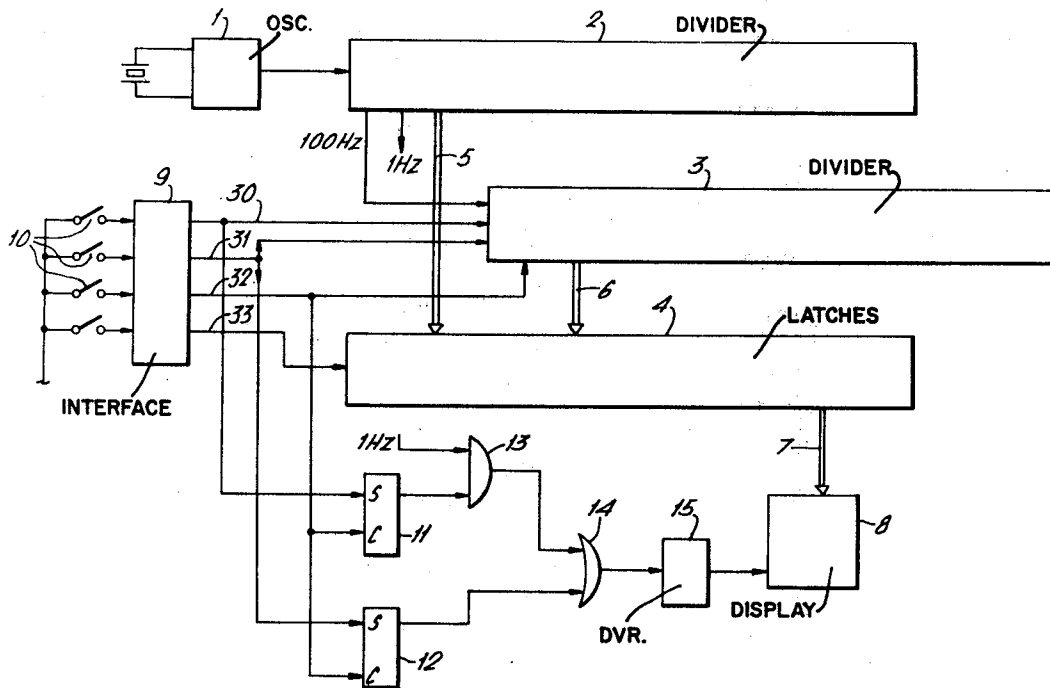 1
OSC.
2
DIVIDER
100Hz
1Hz
5
3
DIVIDER
9
30
10
31
32
33
6
4
LATCHES
INTERFACE
7
1Hz
13
S
C
11
14
15
8
DISPLAY
DVR.
S
C
12